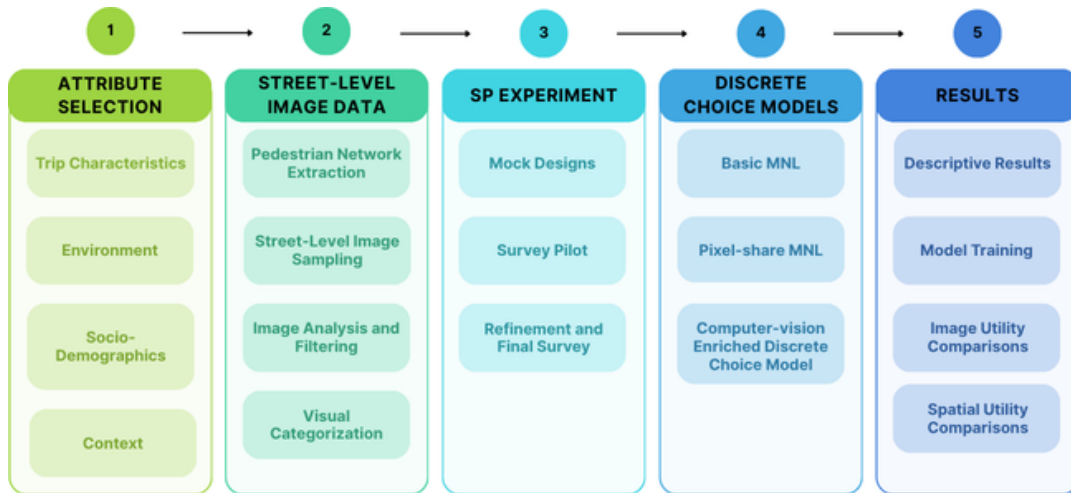 1
2
3
4
5
ATTRIBUTE
SELECTION
Trip Characteristics
Environment
Socio-
Demographics
Context
STREET-LEVEL
IMAGE DATA
Pedestrian Network
Extraction
Street-Level Image
Sampling
Image Analysis and
Filtering
Visual
Categorization
SP EXPERIMENT
Mock Designs
Survey Pilot
Refinement and
Final Survey
DISCRETE
CHOICE MODELS
Basic MNL
Pixel-share MNL
Computer-vision
Enriched Discrete
Choice Model
RESULTS
Descriptive Results
Model Training
Image Utility
Comparisons
Spatial Utility
Comparisons